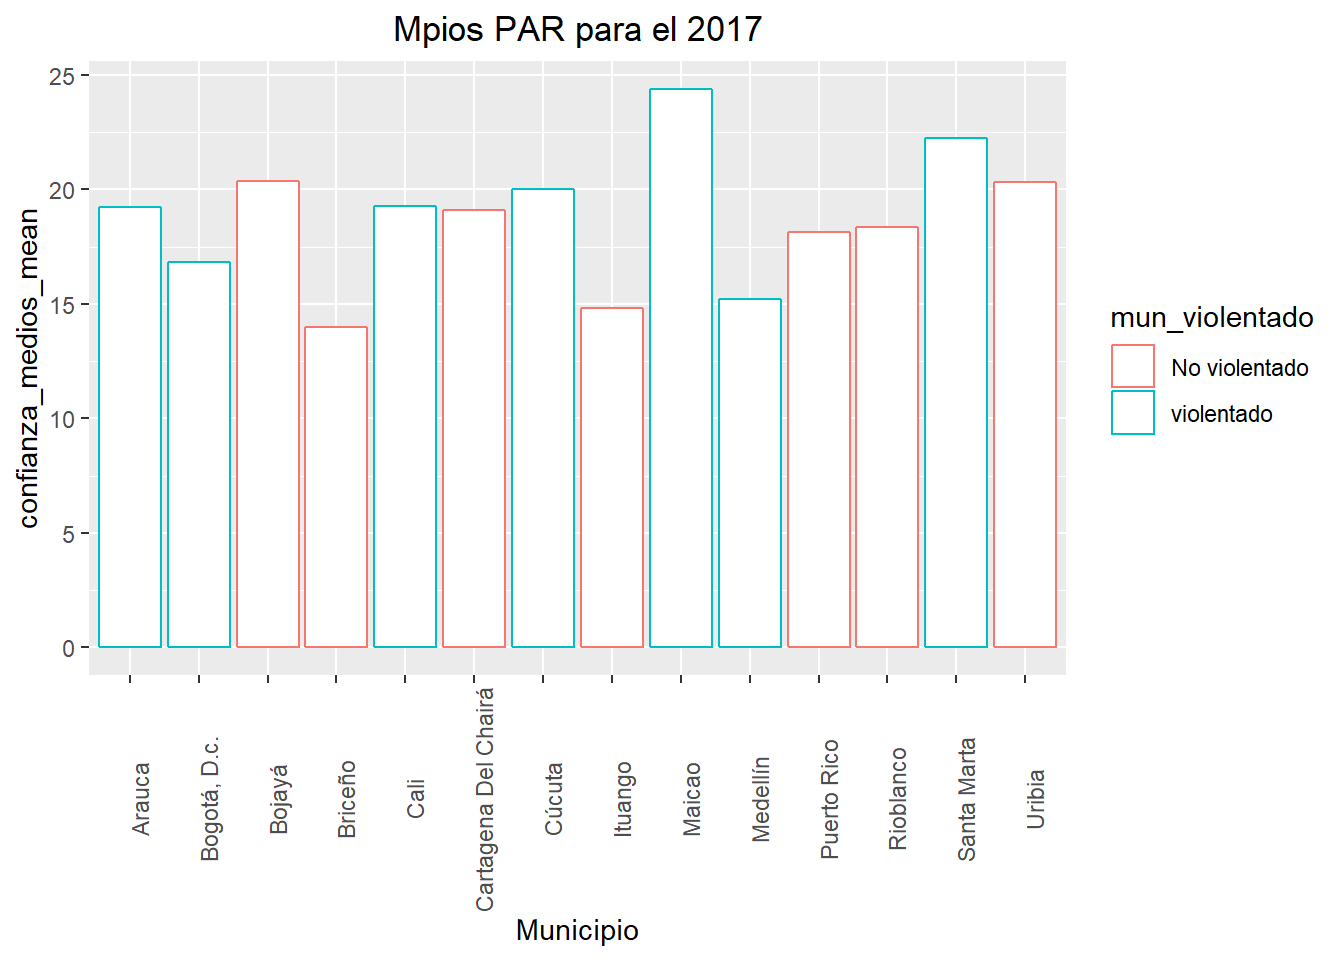 Mpios PAR para el 2017
confianza_medios_mean
25
20
15
10
5
0
Arauca
Bogotá, D.c.
Bojayá
Briceño
Cali
Cartagena Del Chairá
Cúcuta
Ituango
Maicao
Medellín
Puerto Rico
Rioblanco
Santa Marta
Uribia
Municipio
mun_violentado
No violentado
violentado